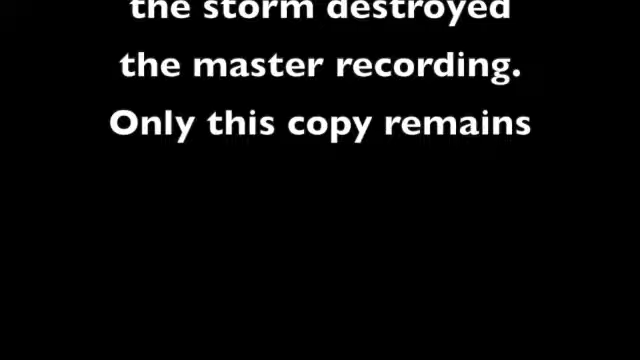 the storm destroyed
the master recording.
Only this copy remains